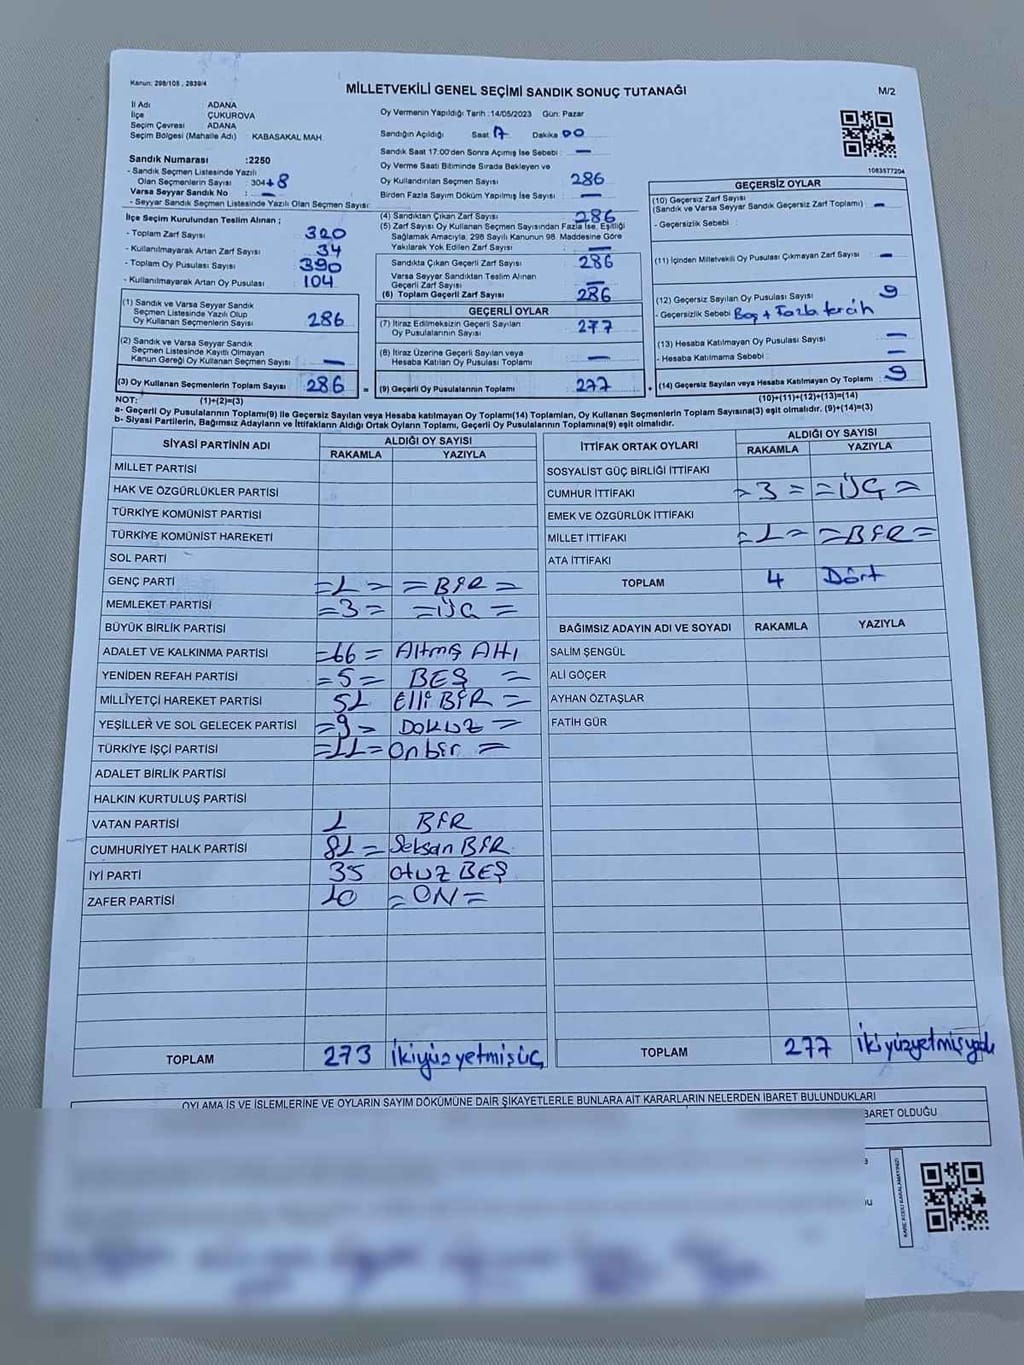 Kanun: 298/105 , 2839/4
MİLLETVEKİLİ GENEL SEÇİMİ SANDIK SONUÇ TUTANAĞI
M/2
İl Adı ADANA
İlçe ÇUKUROVA
Seçim Çevresi ADANA
Seçim Bölgesi (Mahalle Adı) KABASAKAL MAH
Sandık Numarası :2250
- Sandık Seçmen Listesinde Yazılı
Olan Seçmenlerin Sayısı : 304+8
Varsa Seyyar Sandık No : —
- Seyyar Sandık Seçmen Listesinde Yazılı Olan Seçmen Sayısı:
İlçe Seçim Kurulundan Teslim Alınan ;
- Toplam Zarf Sayısı 320
- Kullanılmayarak Artan Zarf Sayısı 34
- Toplam Oy Pusulası Sayısı 390
- Kullanılmayarak Artan Oy Pusulası 104
(1) Sandık ve Varsa Seyyar Sandık
Seçmen Listesinde Yazılı Olup
Oy Kullanan Seçmenlerin Sayısı 286
(2) Sandık ve Varsa Seyyar Sandık
Seçmen Listesinde Kayıtlı Olmayan
Kanun Gereği Oy Kullanan Seçmen Sayısı —
(3) Oy Kullanan Seçmenlerin Toplam Sayısı 286 =
(1)+(2)=(3)
Oy Vermenin Yapıldığı Tarih :14/05/2023 Gün: Pazar
Sandığın Açıldığı Saat 17 Dakika 00
Sandık Saat 17:00'den Sonra Açılmış İse Sebebi : —
Oy Verme Saati Bitiminde Sırada Bekleyen ve
Oy Kullandırılan Seçmen Sayısı 286
Birden Fazla Sayım Döküm Yapılmış İse Sayısı : —
(4) Sandıktan Çıkan Zarf Sayısı 286
(5) Zarf Sayısı Oy Kullanan Seçmen Sayısından Fazla İse, Eşitliği
Sağlamak Amacıyla, 298 Sayılı Kanunun 98. Maddesine Göre
Yakılarak Yok Edilen Zarf Sayısı —
Sandıkta Çıkan Geçerli Zarf Sayısı 286
Varsa Seyyar Sandıktan Teslim Alınan
Geçerli Zarf Sayısı —
(6) Toplam Geçerli Zarf Sayısı 286
GEÇERLİ OYLAR
(7) İtiraz Edilmeksizin Geçerli Sayılan
Oy Pusulalarının Sayısı 277
(8) İtiraz Üzerine Geçerli Sayılan veya
Hesaba Katılan Oy Pusulası Toplamı —
(9) Geçerli Oy Pusulalarının Toplamı 277 +
1083577204
GEÇERSİZ OYLAR
(10) Geçersiz Zarf Sayısı
(Sandık ve Varsa Seyyar Sandık Geçersiz Zarf Toplamı) : —
- Geçersizlik Sebebi :
(11) İçinden Milletvekili Oy Pusulası Çıkmayan Zarf Sayısı : —
(12) Geçersiz Sayılan Oy Pusulası Sayısı : 9
- Geçersizlik Sebebi Boş + Fazla tercih
(13) Hesaba Katılmayan Oy Pusulası Sayısı : —
- Hesaba Katılmama Sebebi : —
(14) Geçersiz Sayılan veya Hesaba Katılmayan Oy Toplamı : 9
(10)+(11)+(12)+(13)=(14)
NOT:
a- Geçerli Oy Pusulalarının Toplamı(9) ile Geçersiz Sayılan veya Hesaba katılmayan Oy Toplamı(14) Toplamları, Oy Kullanan Seçmenlerin Toplam Sayısına(3) eşit olmalıdır. (9)+(14)=(3)
b- Siyasi Partilerin, Bağımsız Adayların ve İttifakların Aldığı Ortak Oyların Toplamı, Geçerli Oy Pusulalarının Toplamına(9) eşit olmalıdır.
SİYASİ PARTİNİN ADI ALDIĞI OY SAYISI
RAKAMLA YAZIYLA
MİLLET PARTİSİ
HAK VE ÖZGÜRLÜKLER PARTİSİ
TÜRKİYE KOMÜNİST PARTİSİ
TÜRKİYE KOMÜNİST HAREKETİ
SOL PARTİ
GENÇ PARTİ =1= =BİR=
MEMLEKET PARTİSİ =3= =ÜÇ=
BÜYÜK BİRLİK PARTİSİ
ADALET VE KALKINMA PARTİSİ =66= Altmış Altı
YENİDEN REFAH PARTİSİ =5= BEŞ =
MİLLİYETÇİ HAREKET PARTİSİ 51 Elli BİR =
YEŞİLLER VE SOL GELECEK PARTİSİ =9= Dokuz =
TÜRKİYE İŞÇİ PARTİSİ =11= On bir =
ADALET BİRLİK PARTİSİ
HALKIN KURTULUŞ PARTİSİ
VATAN PARTİSİ 1 BİR
CUMHURİYET HALK PARTİSİ 81 = Seksan BİR
İYİ PARTİ 35 otuz BEŞ
ZAFER PARTİSİ 10 =ON=
TOPLAM 273 ikiyüzyetmişüç
İTTİFAK ORTAK OYLARI ALDIĞI OY SAYISI
RAKAMLA YAZIYLA
SOSYALİST GÜÇ BİRLİĞİ İTTİFAKI
CUMHUR İTTİFAKI =3= =ÜÇ=
EMEK VE ÖZGÜRLÜK İTTİFAKI
MİLLET İTTİFAKI =1= =BİR=
ATA İTTİFAKI
TOPLAM 4 Dört
BAĞIMSIZ ADAYIN ADI VE SOYADI RAKAMLA YAZIYLA
SALİM ŞENGÜL
ALİ GÖÇER
AYHAN ÖZTAŞLAR
FATİH GÜR
TOPLAM 277 ikiyüzyetmişyedi
OYLAMA İŞ VE İŞLEMLERİNE VE OYLARIN SAYIM DÖKÜMÜNE DAİR ŞİKAYETLERLE BUNLARA AİT KARARLARIN NELERDEN İBARET BULUNDUKLARI
BARET OLDUĞU
KARE KODU KARALAMAYINIZ!